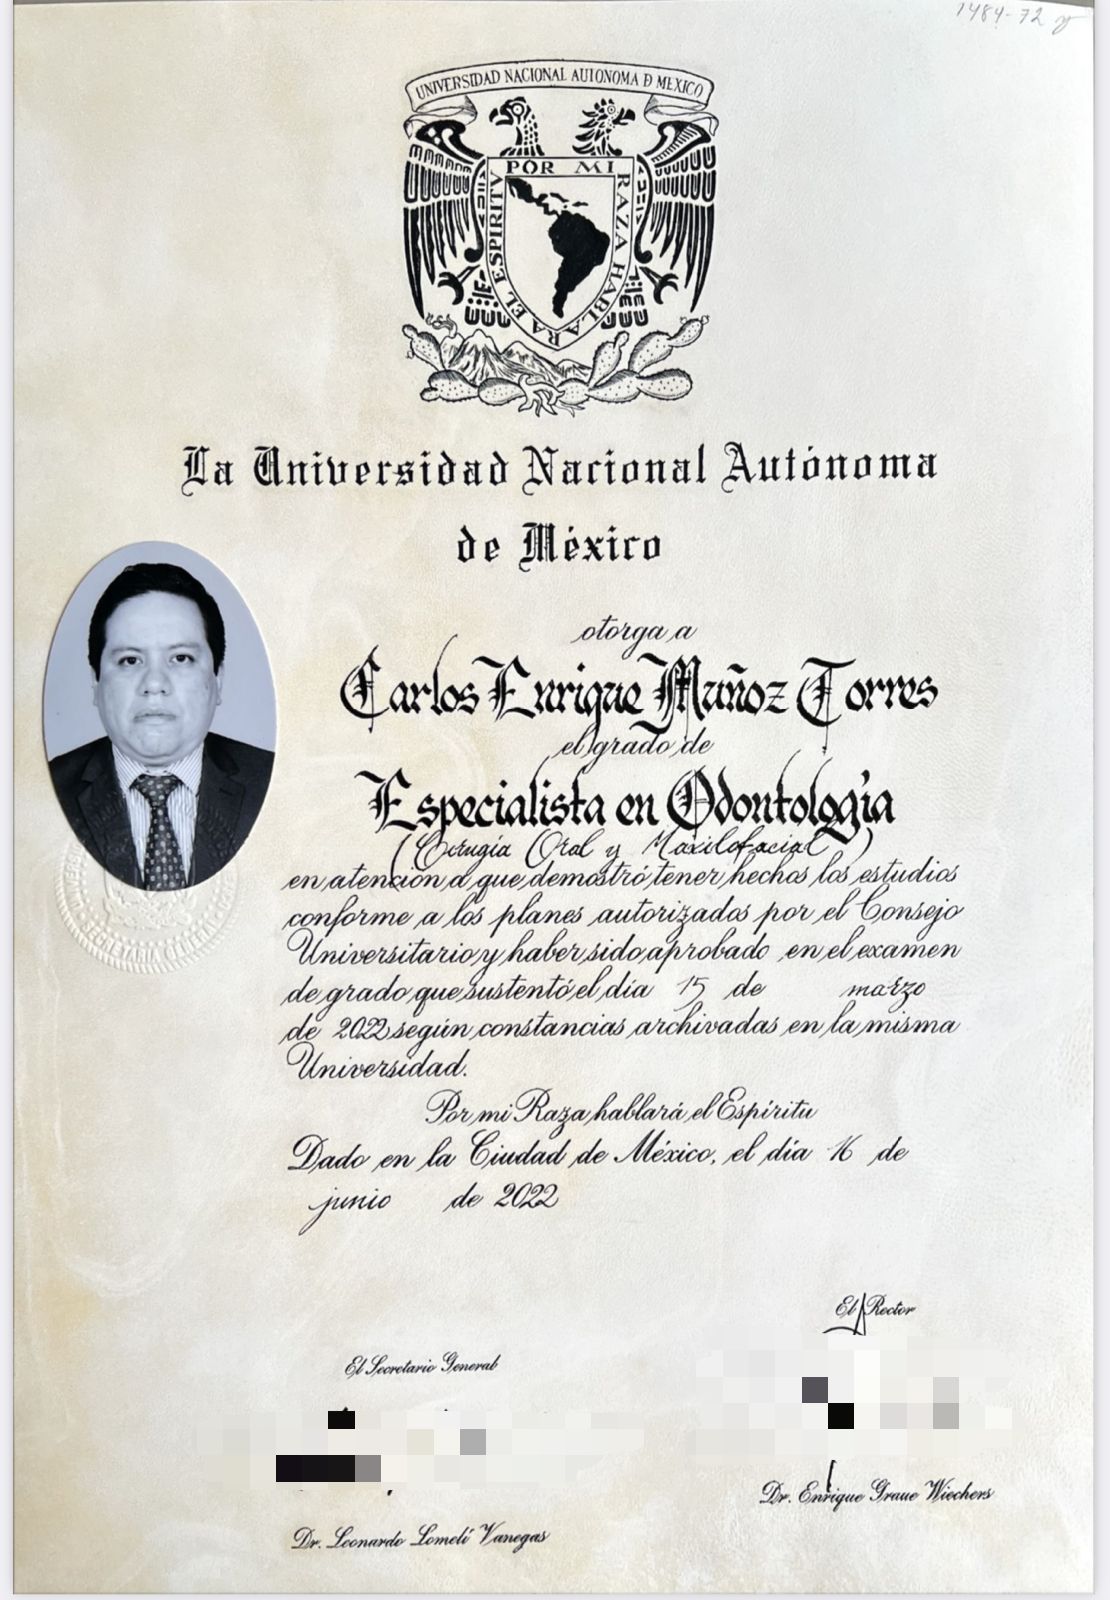 1484-72
UNIVERSIDAD NACIONAL AUTONOMA D MEXICO
POR MI RAZA HABLARA EL ESPIRITV
La Universidad Nacional Autónoma
de México
otorga a
Carlos Enrique Muñoz Torres
el grado de
Especialista en Odontología
(Cirugía Oral y Maxilofacial)
en atención a que demostró tener hechos los estudios
conforme a los planes autorizados por el Consejo
Universitario y haber sido aprobado en el examen
de grado que sustentó el día 15 de marzo
de 2022 según constancias archivadas en la misma
Universidad.
Por mi Raza hablará el Espíritu
Dado en la Ciudad de México, el día 16 de
junio de 2022
SECRETARIA GENERAL
El Rector
El Secretario General
Dr. Enrique Graue Wiechers
Dr. Leonardo Lomelí Vanegas